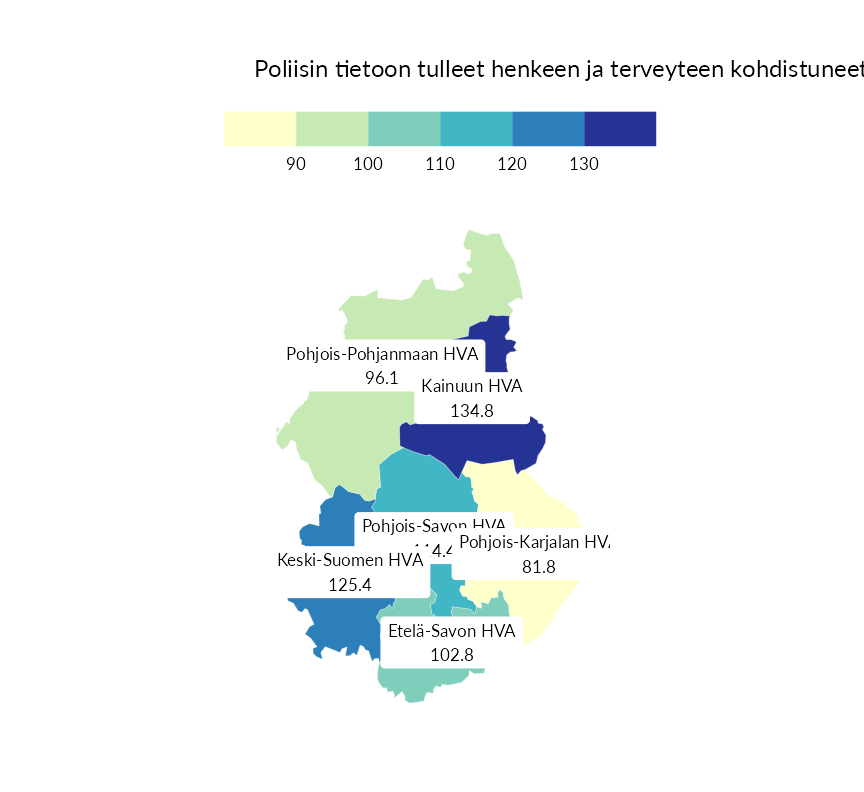 Poliisin tietoon tulleet henkeen ja terveyteen kohdistuneet
90 100 110 120 130
Pohjois-Pohjanmaan HVA
96.1
Kainuun HVA
134.8
Pohjois-Savon HVA
114.4
Pohjois-Karjalan HVA
81.8
Keski-Suomen HVA
125.4
Etelä-Savon HVA
102.8